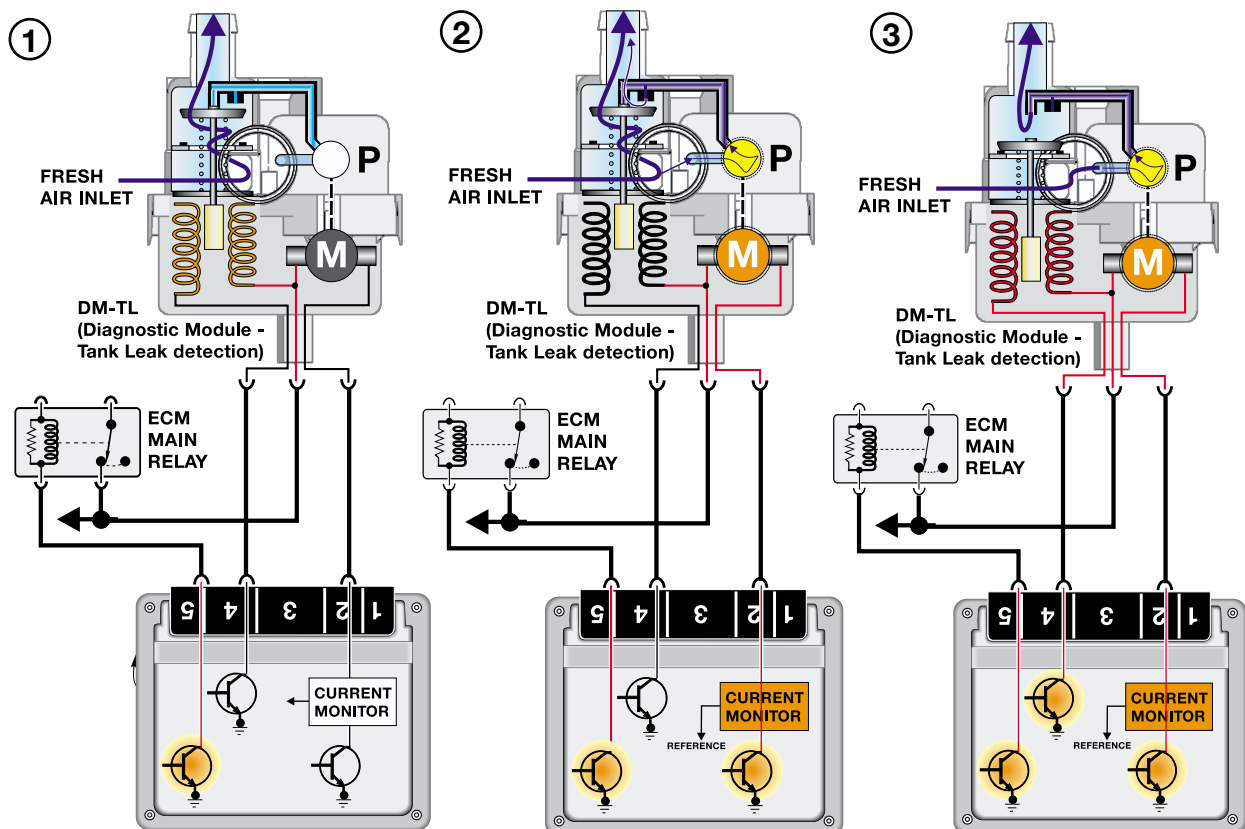 1
P
FRESH
AIR INLET
M
DM-TL
(Diagnostic Module -
Tank Leak detection)
ECM
MAIN
RELAY
5 4 3 2 1
CURRENT
MONITOR
2
P
FRESH
AIR INLET
M
DM-TL
(Diagnostic Module -
Tank Leak detection)
ECM
MAIN
RELAY
5 4 3 2 1
CURRENT
MONITOR
REFERENCE
3
P
FRESH
AIR INLET
M
DM-TL
(Diagnostic Module -
Tank Leak detection)
ECM
MAIN
RELAY
5 4 3 2 1
CURRENT
MONITOR
REFERENCE